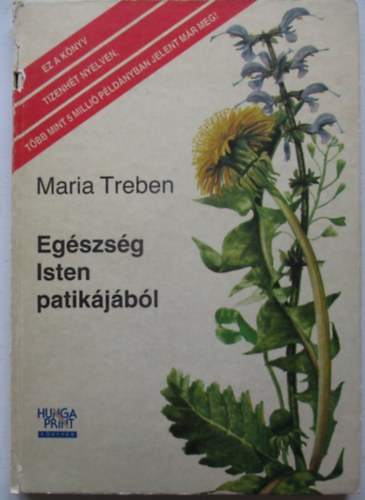 EZ A KÖNYV
TIZENHÉT NYELVEN,
TÖBB MINT 5 MILLIÓ PÉLDÁNYBAN JELENT MÁR MEG!
Maria Treben
Egészség
Isten
patikájából
HUNGA
PRINT
KÖNYVEK